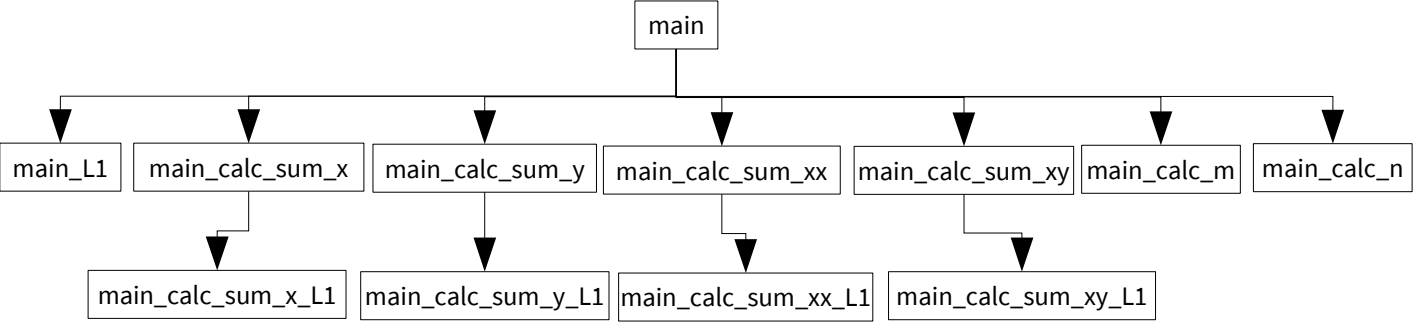 main
main_L1
main_calc_sum_x
main_calc_sum_y
main_calc_sum_xx
main_calc_sum_xy
main_calc_m
main_calc_n
main_calc_sum_x_L1
main_calc_sum_y_L1
main_calc_sum_xx_L1
main_calc_sum_xy_L1